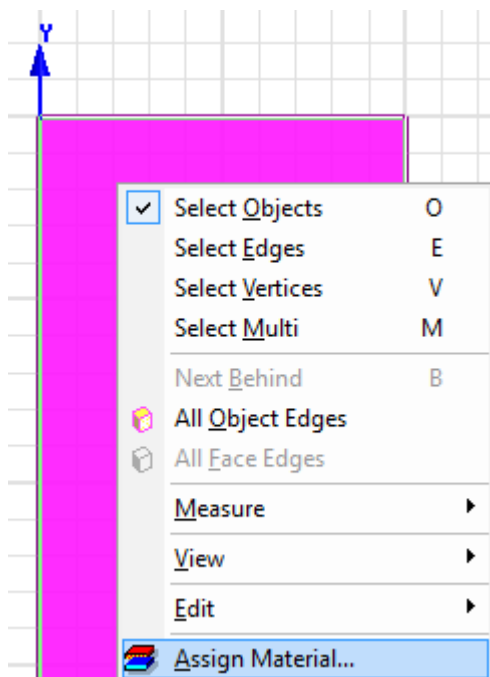 Y
Select Objects O
Select Edges E
Select Vertices V
Select Multi M
Next Behind B
All Object Edges
All Face Edges
Measure
View
Edit
Assign Material...